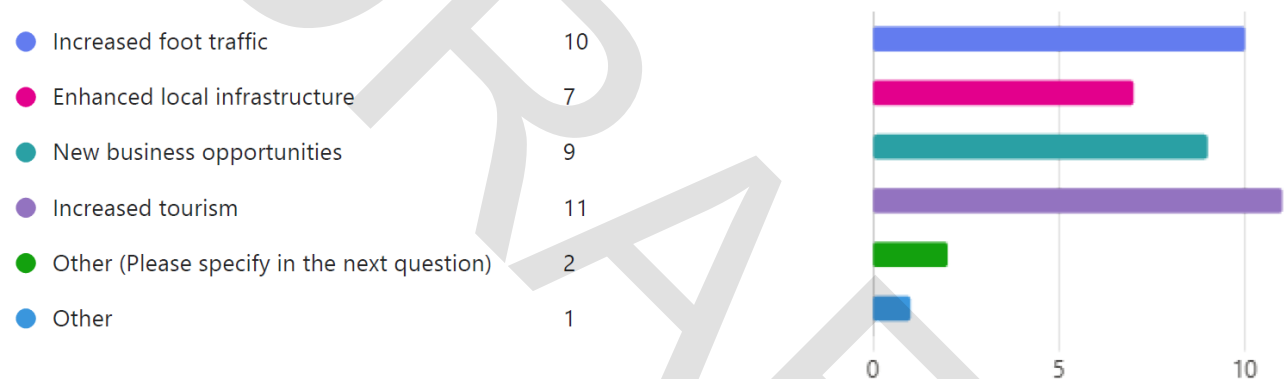 Increased foot traffic 10
Enhanced local infrastructure 7
New business opportunities 9
Increased tourism 11
Other (Please specify in the next question) 2
Other 1
0 5 10